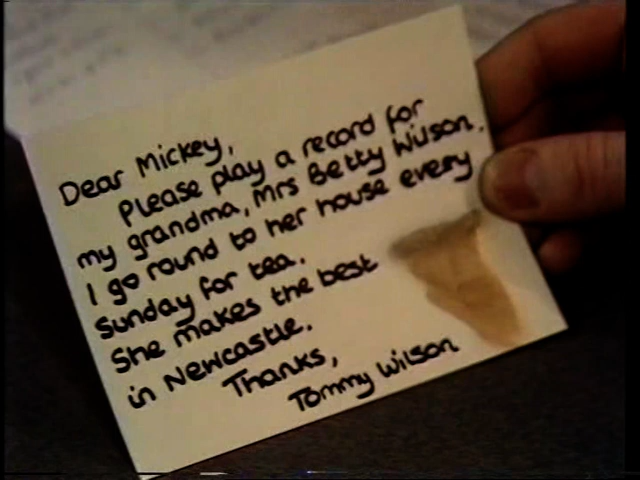 Dear Mickey,
Please play a record for
my grandma, Mrs Betty Wilson.
I go round to her house every
Sunday for tea.
She makes the best
in Newcastle.
Thanks,
Tommy Wilson